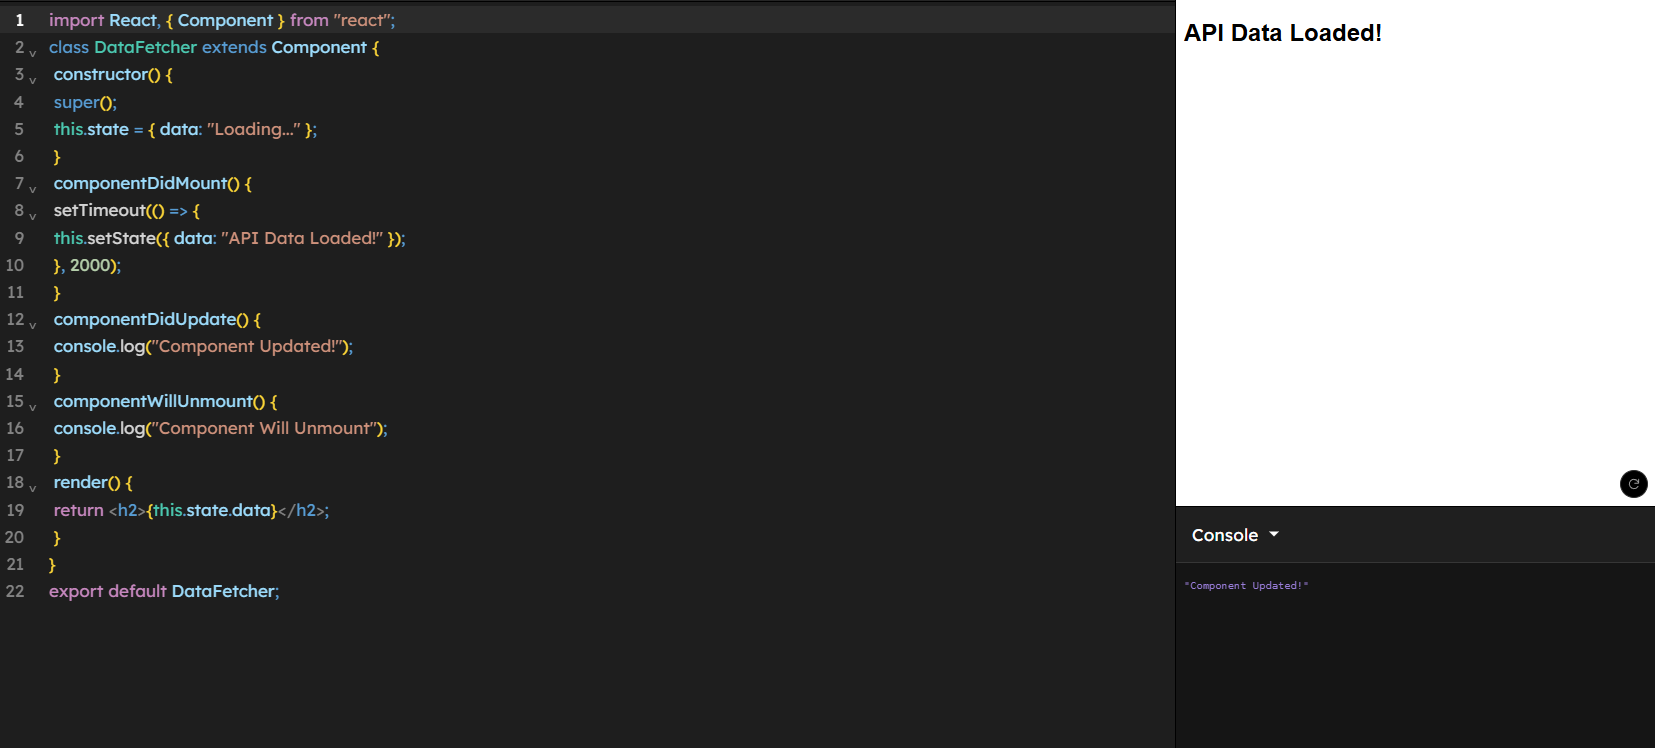 1 import React, { Component } from "react";
2 class DataFetcher extends Component {
3 constructor() {
4 super();
5 this.state = { data: "Loading..." };
6 }
7 componentDidMount() {
8 setTimeout(() => {
9 this.setState({ data: "API Data Loaded!" });
10 }, 2000);
11 }
12 componentDidUpdate() {
13 console.log("Component Updated!");
14 }
15 componentWillUnmount() {
16 console.log("Component Will Unmount");
17 }
18 render() {
19 return <h2>{this.state.data}</h2>;
20 }
21 }
22 export default DataFetcher;
API Data Loaded!
Console
"Component Updated!"